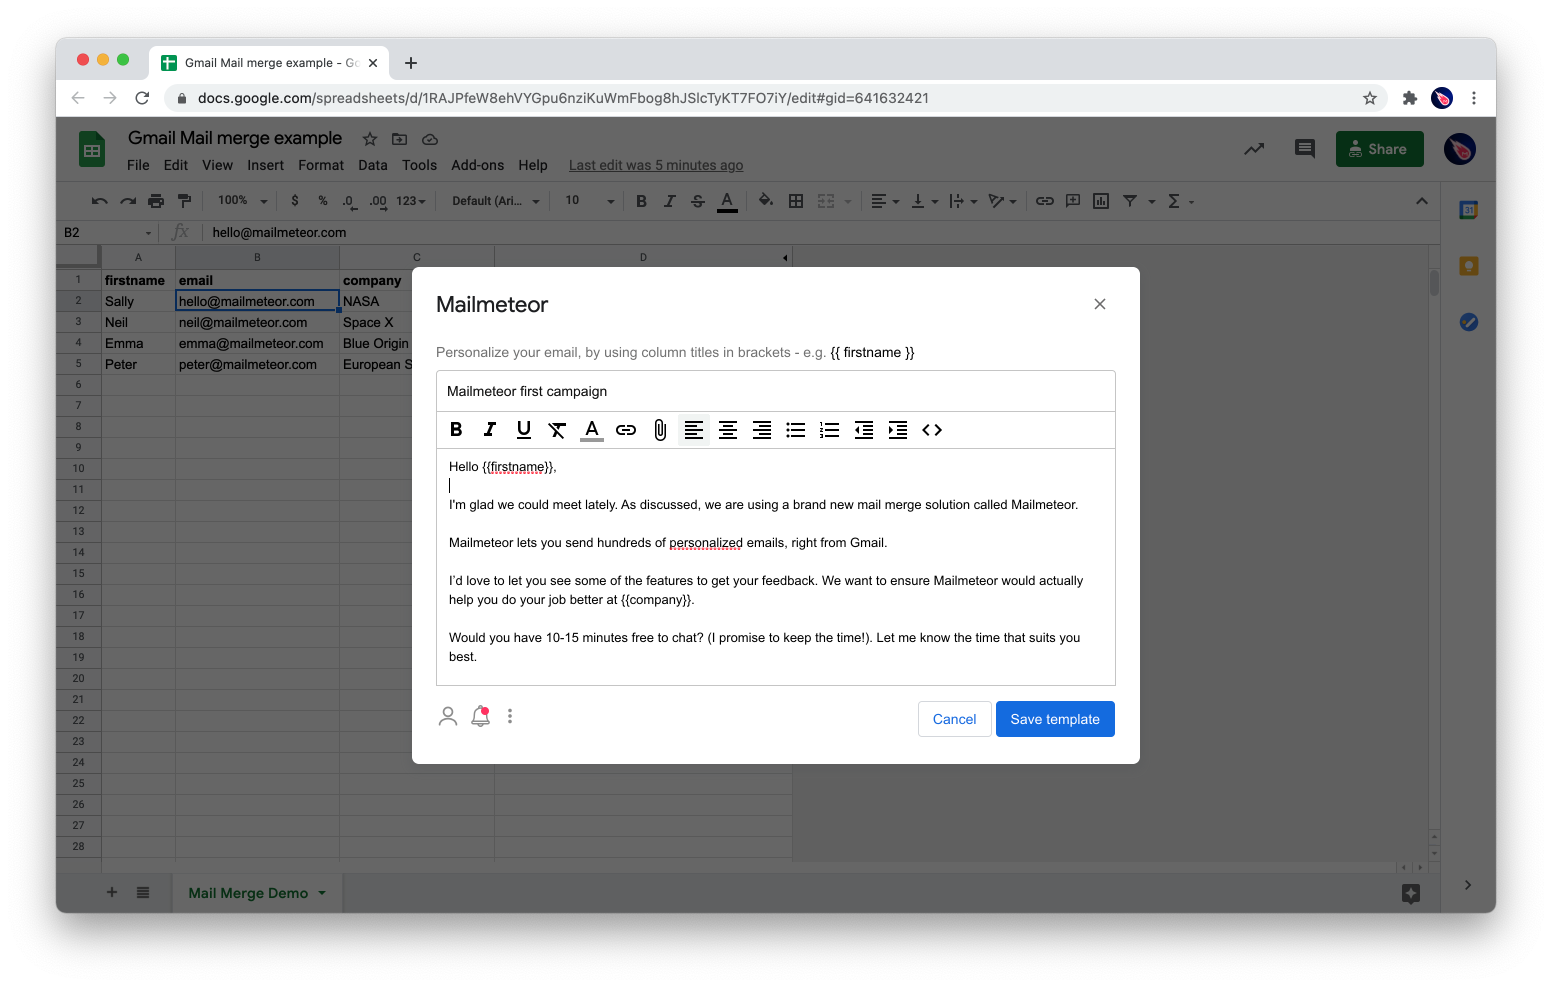 Gmail Mail merge example - Go
docs.google.com/spreadsheets/d/1RAJPfeW8ehVYGpu6nziKuWmFbog8hJSlcTyKT7FO7iY/edit#gid=641632421
Gmail Mail merge example
File Edit View Insert Format Data Tools Add-ons Help Last edit was 5 minutes ago
Share
100% $ % .0 .00 123 Default (Ari... 10 B I S A Σ
31
B2 fx hello@mailmeteor.com
A B C D
1 firstname email company
2 Sally hello@mailmeteor.com NASA
3 Neil neil@mailmeteor.com Space X
4 Emma emma@mailmeteor.com Blue Origin
5 Peter peter@mailmeteor.com European S
6
7
8
9
10
11
12
13
14
15
16
17
18
19
20
21
22
23
24
25
26
27
28
Mailmeteor
Personalize your email, by using column titles in brackets - e.g. {{ firstname }}
Mailmeteor first campaign
B I U A
Hello {{firstname}},
I'm glad we could meet lately. As discussed, we are using a brand new mail merge solution called Mailmeteor.
Mailmeteor lets you send hundreds of personalized emails, right from Gmail.
I'd love to let you see some of the features to get your feedback. We want to ensure Mailmeteor would actually
help you do your job better at {{company}}.
Would you have 10-15 minutes free to chat? (I promise to keep the time!). Let me know the time that suits you
best.
Cancel Save template
Mail Merge Demo